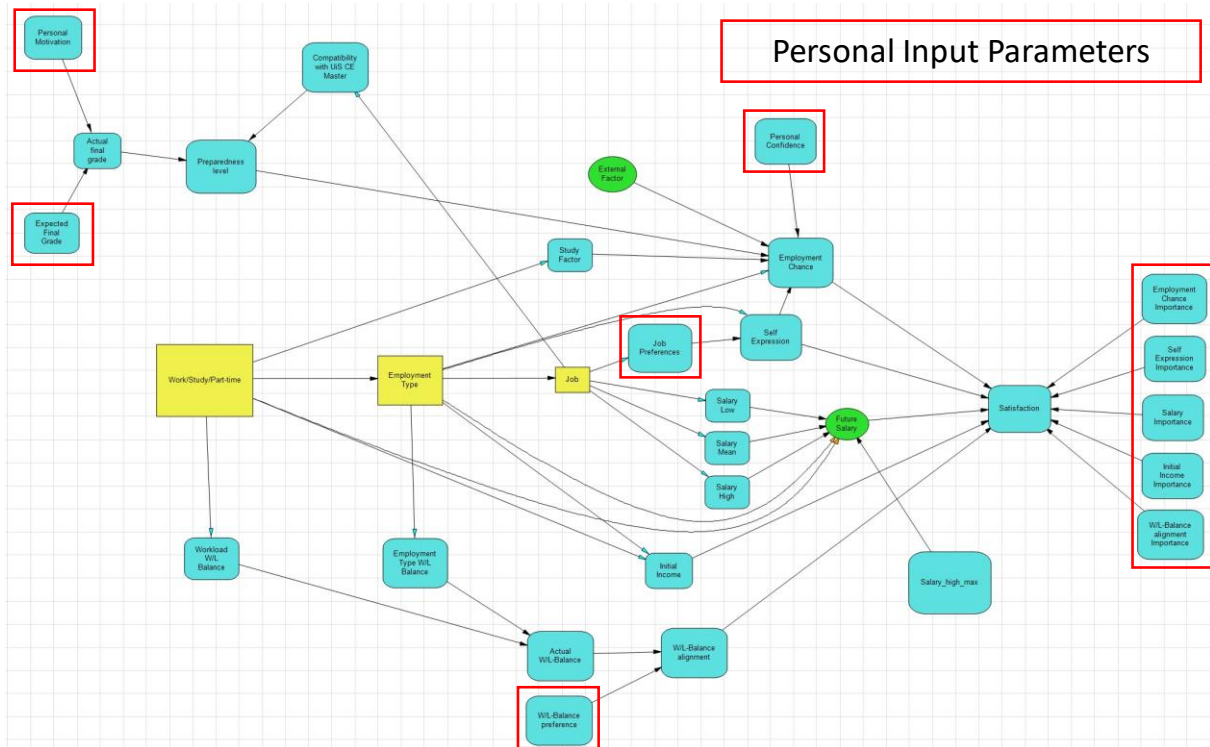 Personal Input Parameters
Personal
Motivation
Compatibility
with UiS CE
Master
Actual
final
grade
Preparedness
level
Expected
Final
Grade
External
Factor
Personal
Confidence
Study
Factor
Employment
Chance
Job
Preferences
Self
Expression
Work/Study/Part-time
Employment
Type
Job
Salary
Low
Salary
Mean
Salary
High
Future
Salary
Satisfaction
Employment
Chance
Importance
Self
Expression
Importance
Salary
Importance
Initial
Income
Importance
W/L-Balance
alignment
Importance
Workload
W/L
Balance
Employment
Type W/L
Balance
Initial
Income
Salary_high_max
Actual
W/L-Balance
W/L-Balance
alignment
W/L-Balance
preference